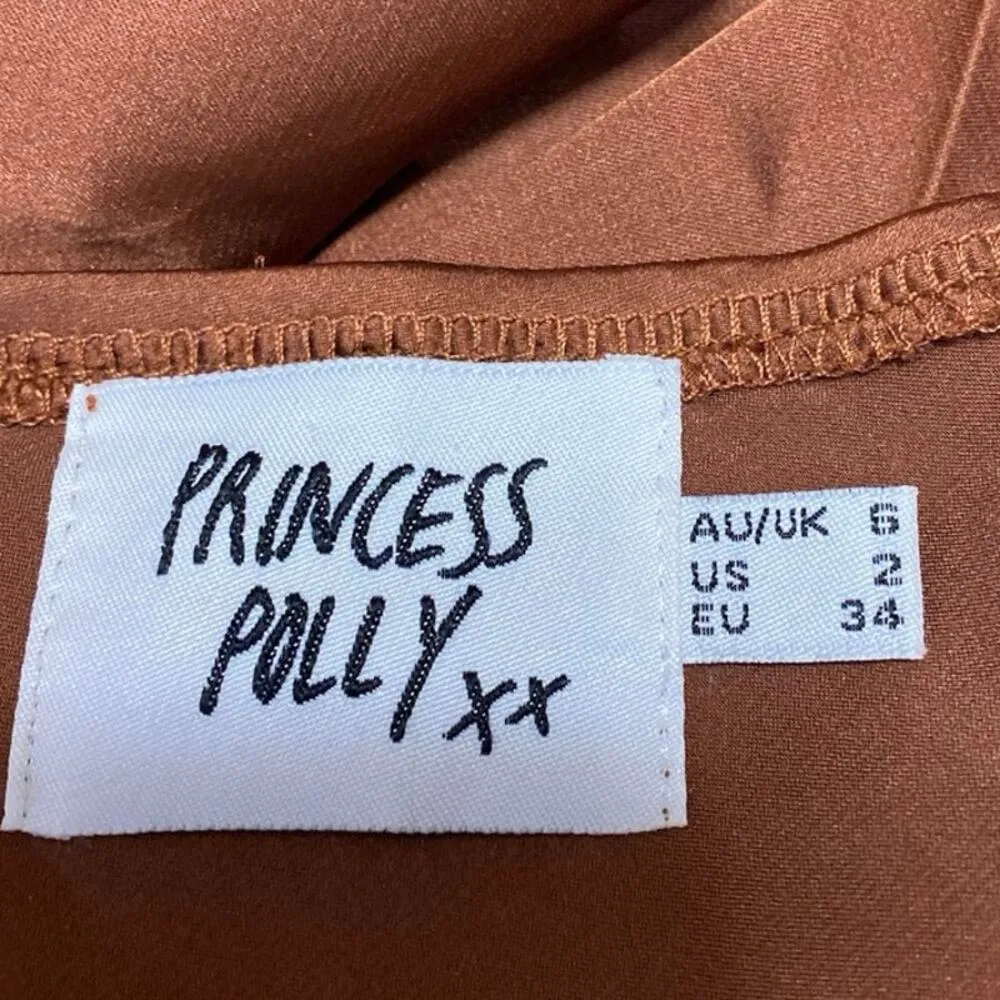 PRINCESS
POLLY xx
AU/UK 6
US 2
EU 34